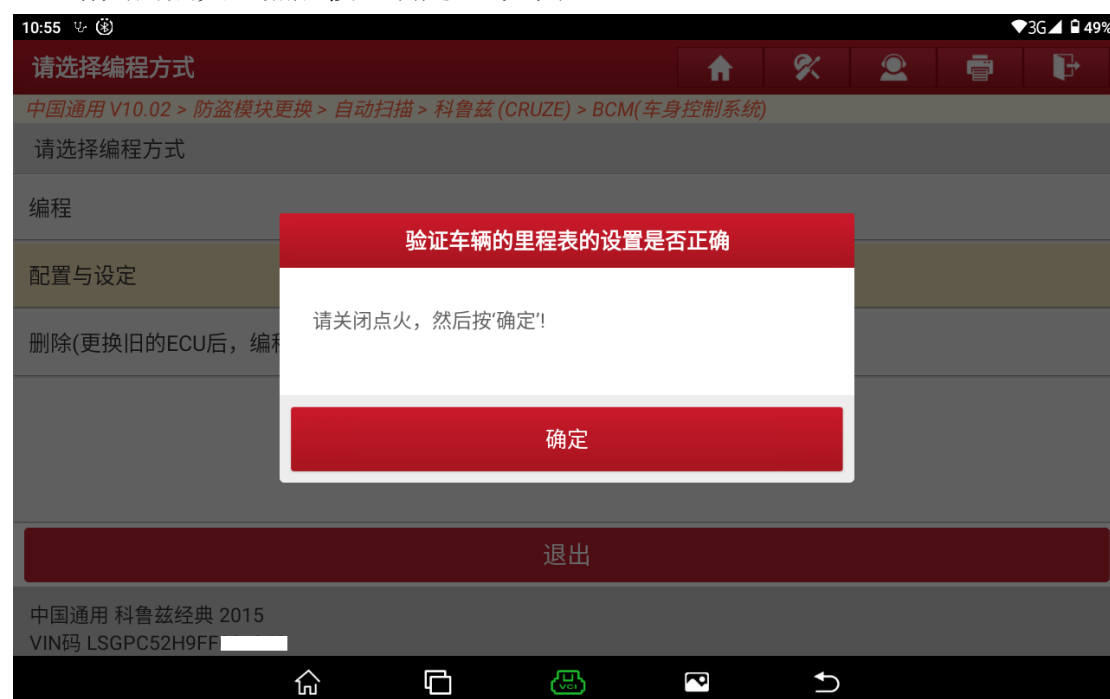 10:55 3G 49%
请选择编程方式
中国通用 V10.02 > 防盗模块更换 > 自动扫描 > 科鲁兹 (CRUZE) > BCM(车身控制系统)
请选择编程方式
编程
验证车辆的里程表的设置是否正确
配置与设定
请关闭点火，然后按‘确定’!
删除(更换旧的ECU后，编
确定
退出
中国通用 科鲁兹经典 2015
VIN码 LSGPC52H9FF
VCI